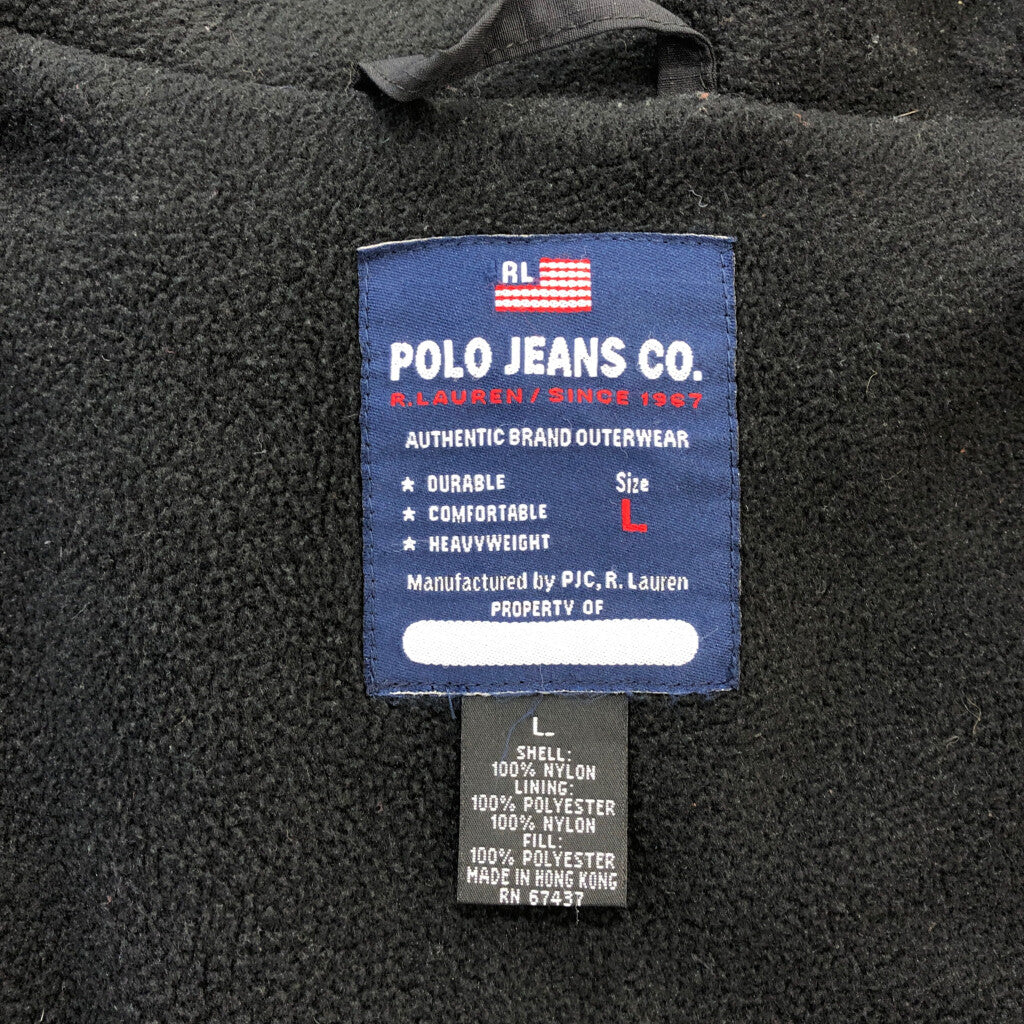 RL
POLO JEANS CO.
R. LAUREN / SINCE 1967
AUTHENTIC BRAND OUTERWEAR
★ DURABLE
★ COMFORTABLE
★ HEAVYWEIGHT
Size
L
Manufactured by PJC, R. Lauren
PROPERTY OF
L
SHELL:
100% NYLON
LINING:
100% POLYESTER
100% NYLON
FILL:
100% POLYESTER
MADE IN HONG KONG
RN 67437